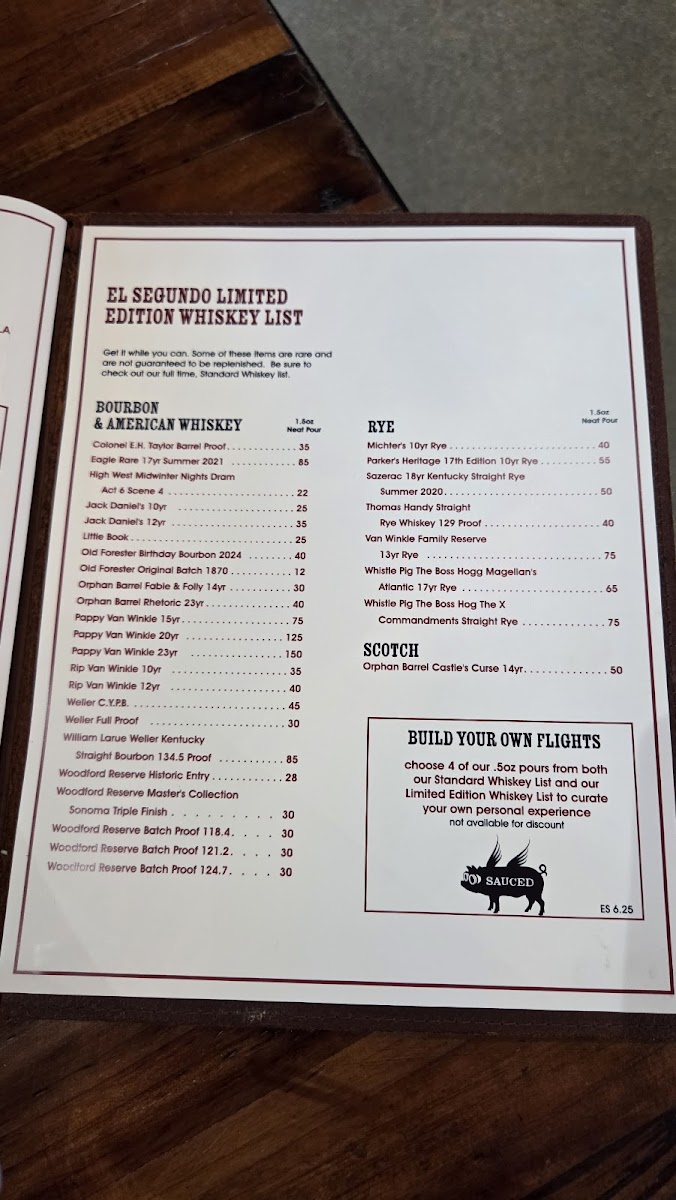 LA
EL SEGUNDO LIMITED
EDITION WHISKEY LIST
Get it while you can. Some of these items are rare and
are not guaranteed to be replenished. Be sure to
check out our full time, Standard Whiskey list.
BOURBON
& AMERICAN WHISKEY
1.5oz
Neat Pour
Colonel E.H. Taylor Barrel Proof.................... 35
Eagle Rare 17yr Summer 2021 ............... 85
High West Midwinter Nights Dram
Act 6 Scene 4 ............................... 22
Jack Daniel's 10yr ............................. 25
Jack Daniel's 12yr ............................. 35
Little Book....................................... 25
Old Forester Birthday Bourbon 2024 ........ 40
Old Forester Original Batch 1870............ 12
Orphan Barrel Fable & Folly 14yr ............ 30
Orphan Barrel Rhetoric 23yr.................. 40
Pappy Van Winkle 15yr....................... 75
Pappy Van Winkle 20yr ..................... 125
Pappy Van Winkle 23yr ..................... 150
Rip Van Winkle 10yr .......................... 35
Rip Van Winkle 12yr .......................... 40
Weller C.Y.P.B. ................................. 45
Weller Full Proof .............................. 30
William Larue Weller Kentucky
Straight Bourbon 134.5 Proof ............ 85
Woodford Reserve Historic Entry............. 28
Woodford Reserve Master's Collection
Sonoma Triple Finish . . . . . . . . . 30
Woodford Reserve Batch Proof 118.4. . . . 30
Woodford Reserve Batch Proof 121.2. . . . 30
Woodford Reserve Batch Proof 124.7. . . . 30
RYE
1.5oz
Neat Pour
Michter's 10yr Rye ............................. 40
Parker's Heritage 17th Edition 10yr Rye .......... 55
Sazerac 18yr Kentucky Straight Rye
Summer 2020............................... 50
Thomas Handy Straight
Rye Whiskey 129 Proof ...................... 40
Van Winkle Family Reserve
13yr Rye .................................. 75
Whistle Pig The Boss Hogg Magellan's
Atlantic 17yr Rye ........................... 65
Whistle Pig The Boss Hog The X
Commandments Straight Rye ............... 75
SCOTCH
Orphan Barrel Castle's Curse 14yr............... 50
BUILD YOUR OWN FLIGHTS
choose 4 of our .5oz pours from both
our Standard Whiskey List and our
Limited Edition Whiskey List to curate
your own personal experience
not available for discount
SAUCED
ES 6.25